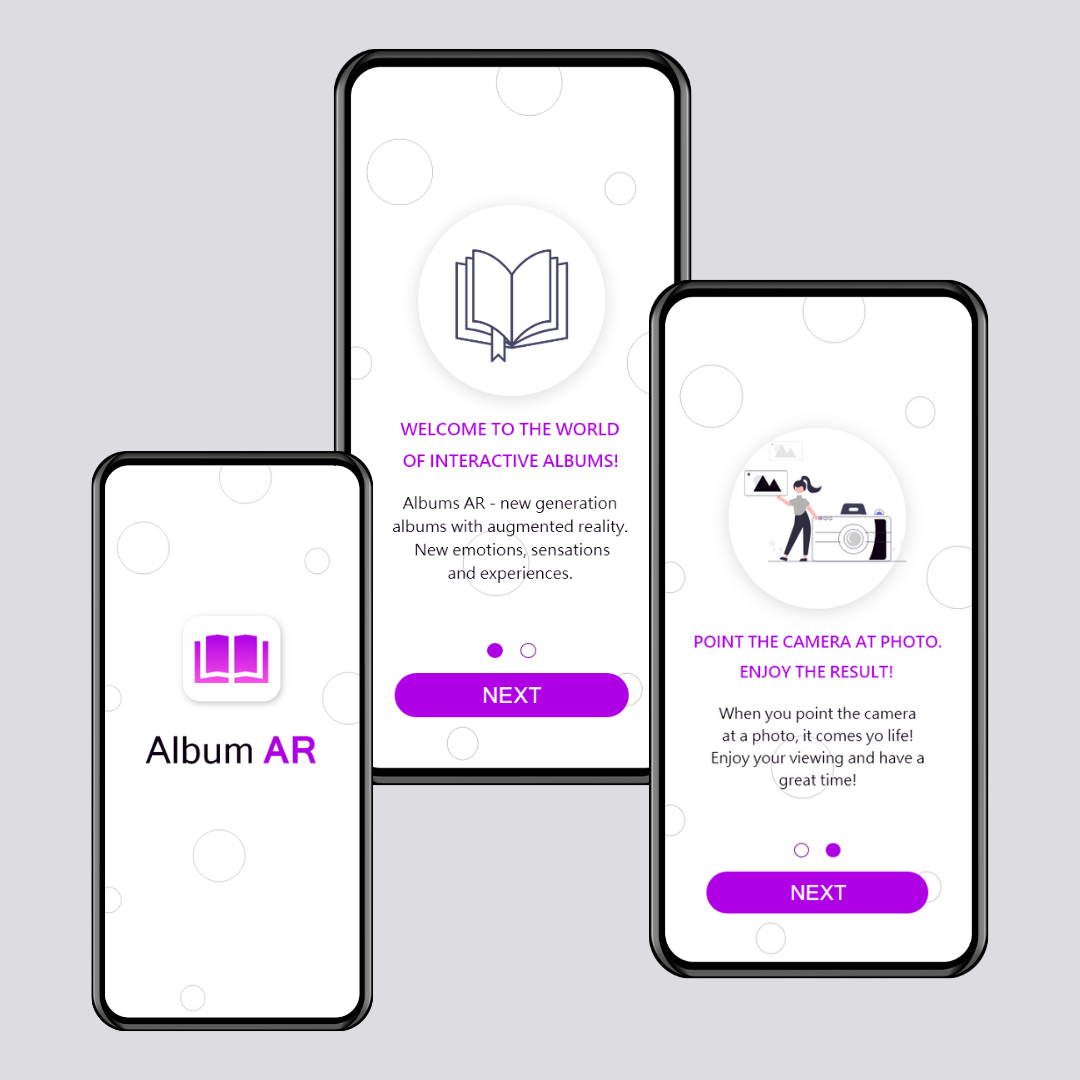 Album AR
WELCOME TO THE WORLD
OF INTERACTIVE ALBUMS!
Albums AR - new generation
albums with augmented reality.
New emotions, sensations
and experiences.
NEXT
POINT THE CAMERA AT PHOTO.
ENJOY THE RESULT!
When you point the camera
at a photo, it comes yo life!
Enjoy your viewing and have a
great time!
NEXT